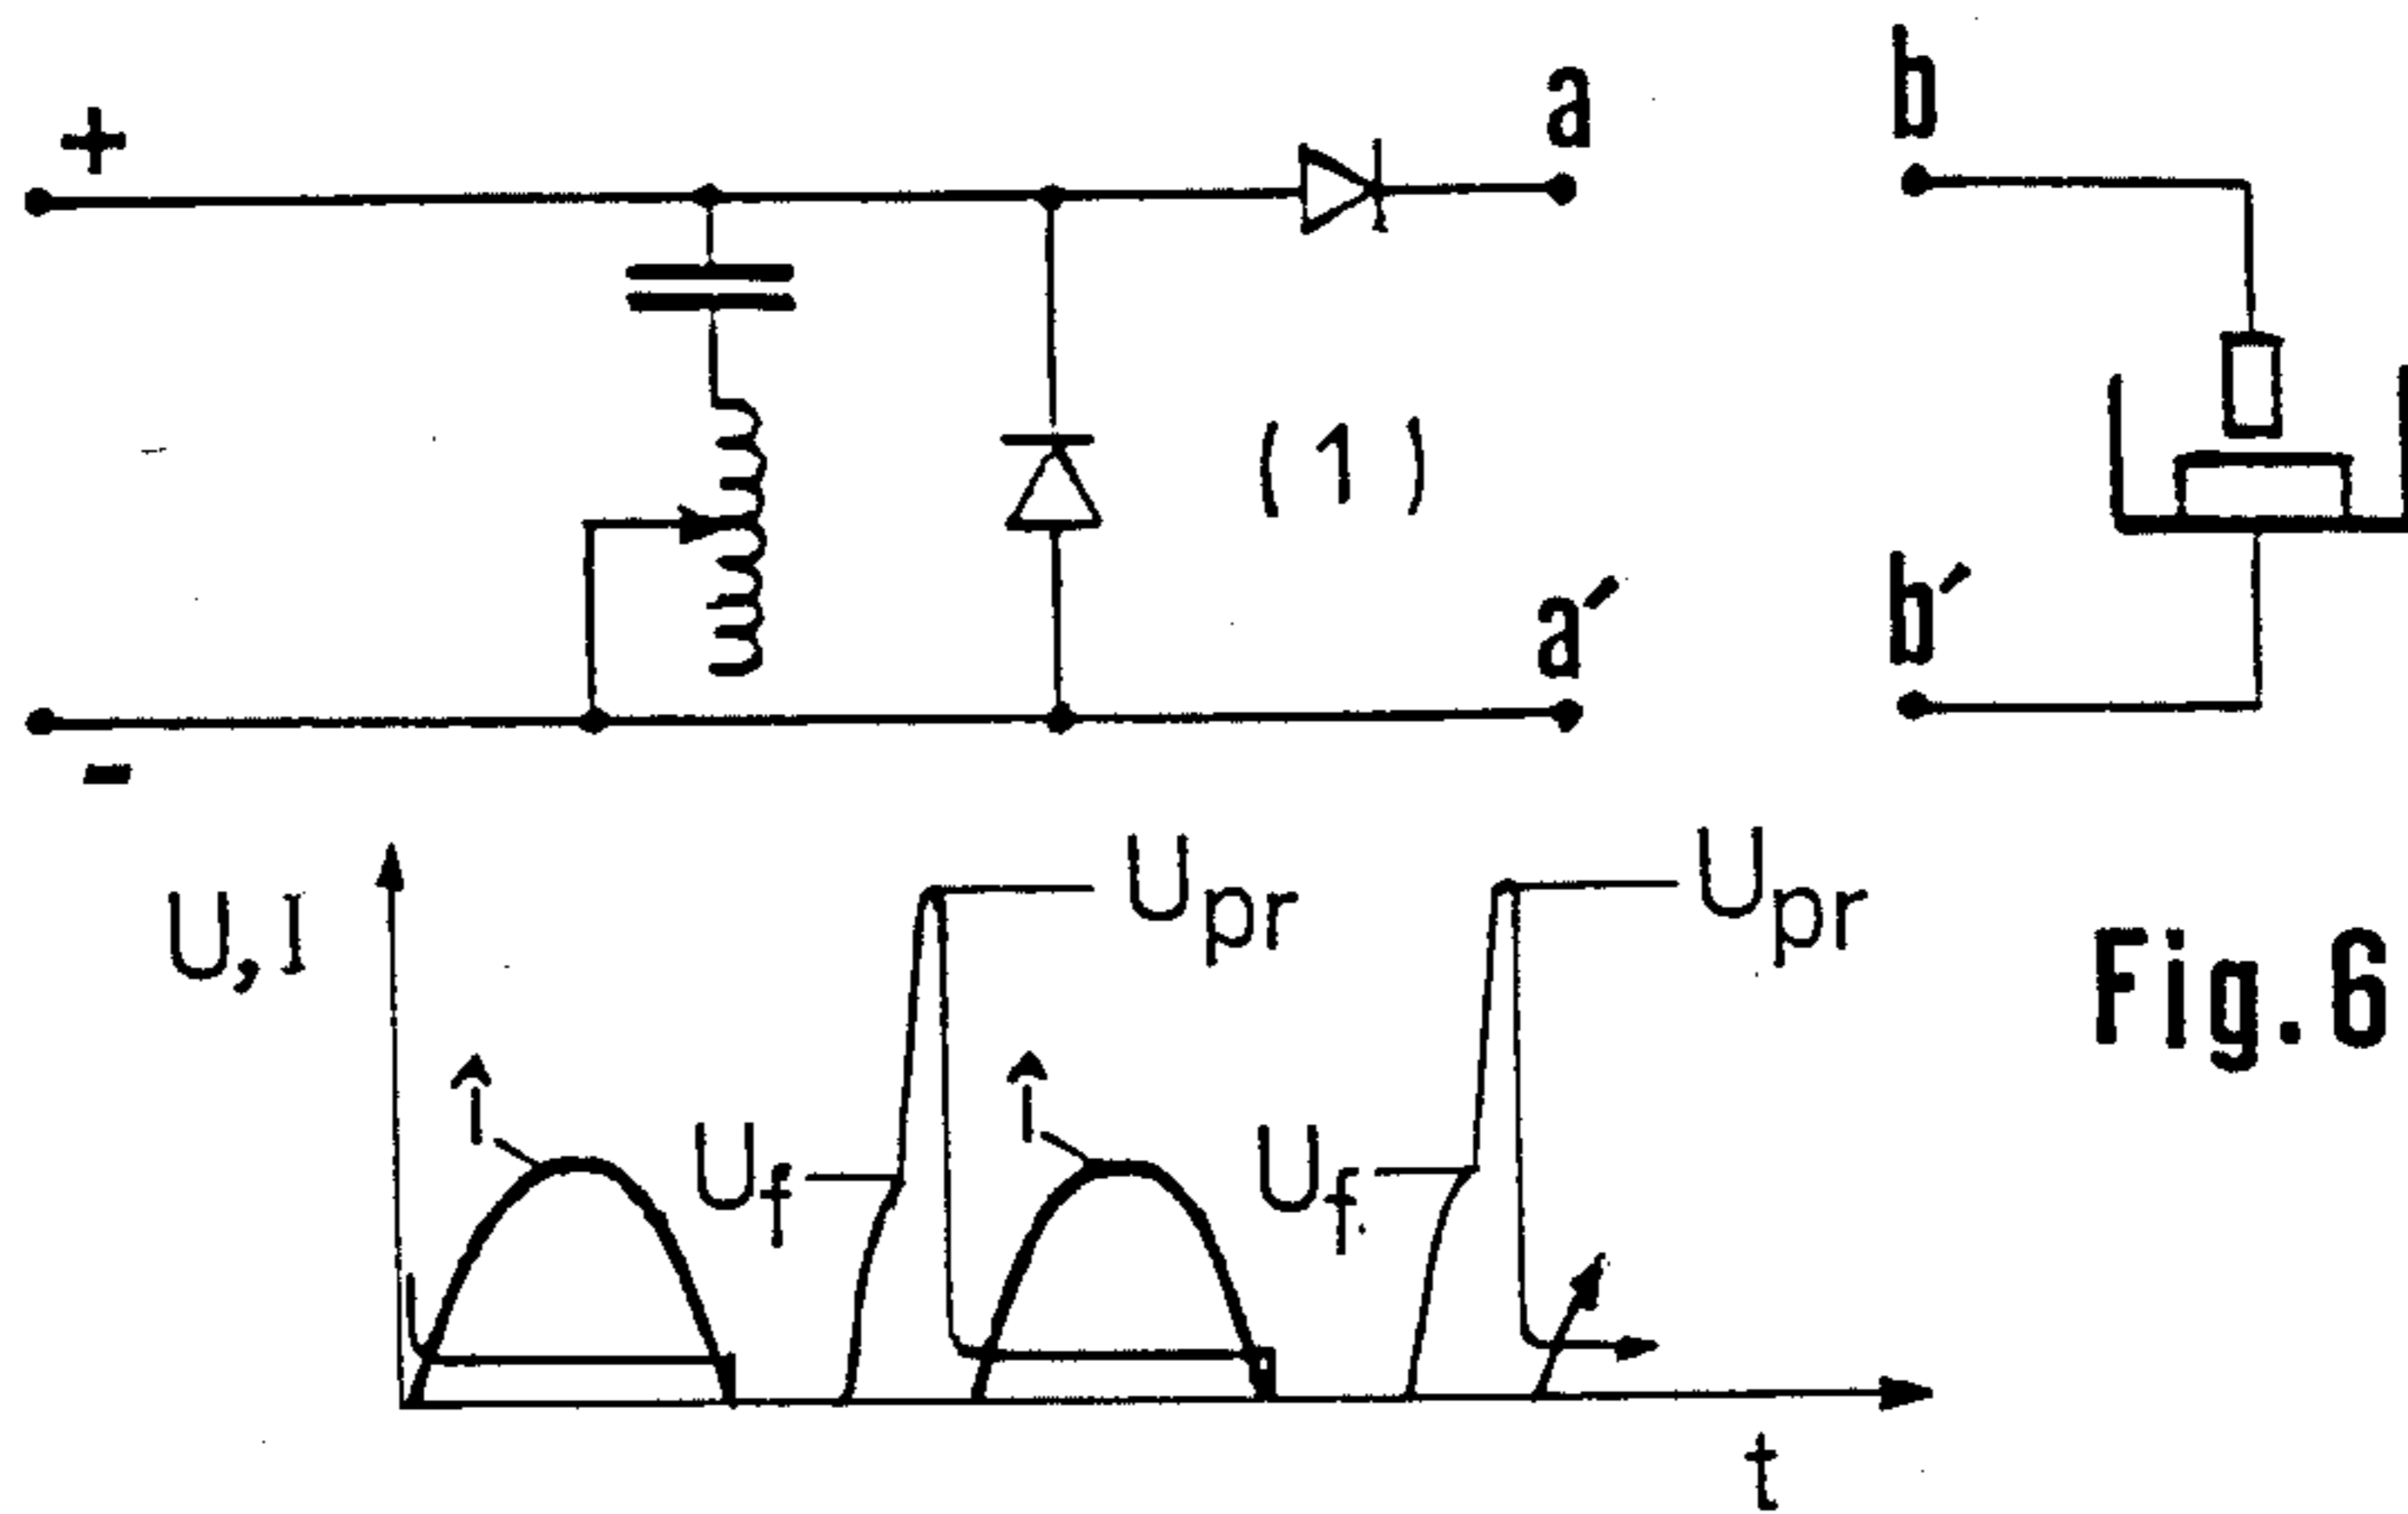 +
a
b
(1)
a′
b′
-
U, I
Upr
Upr
Fig. 6
î
Uf
î
Uf.
t